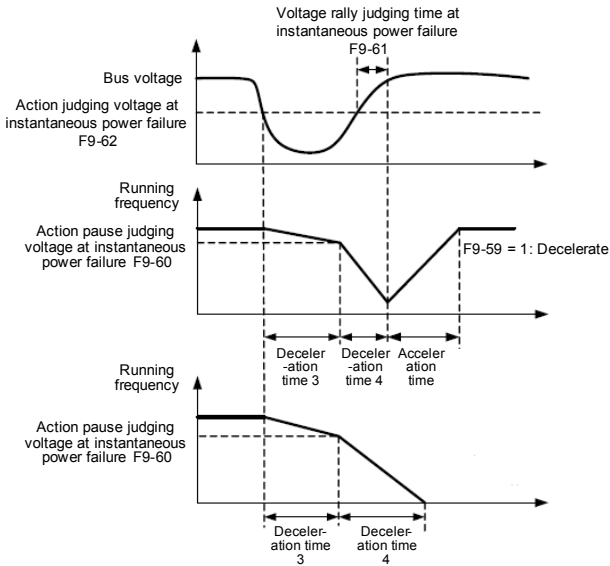 Voltage rally judging time at
instantaneous power failure
F9-61
Bus voltage
Action judging voltage at
instantaneous power failure
F9-62
Running
frequency
Action pause judging
voltage at instantaneous
power failure F9-60
F9-59 = 1: Decelerate
Deceler
-ation
time 3
Deceler
-ation
time 4
Acceler
ation
time
Running
frequency
Action pause judging
voltage at instantaneous
power failure F9-60
Deceler-
ation time
3
Deceler-
ation time
4